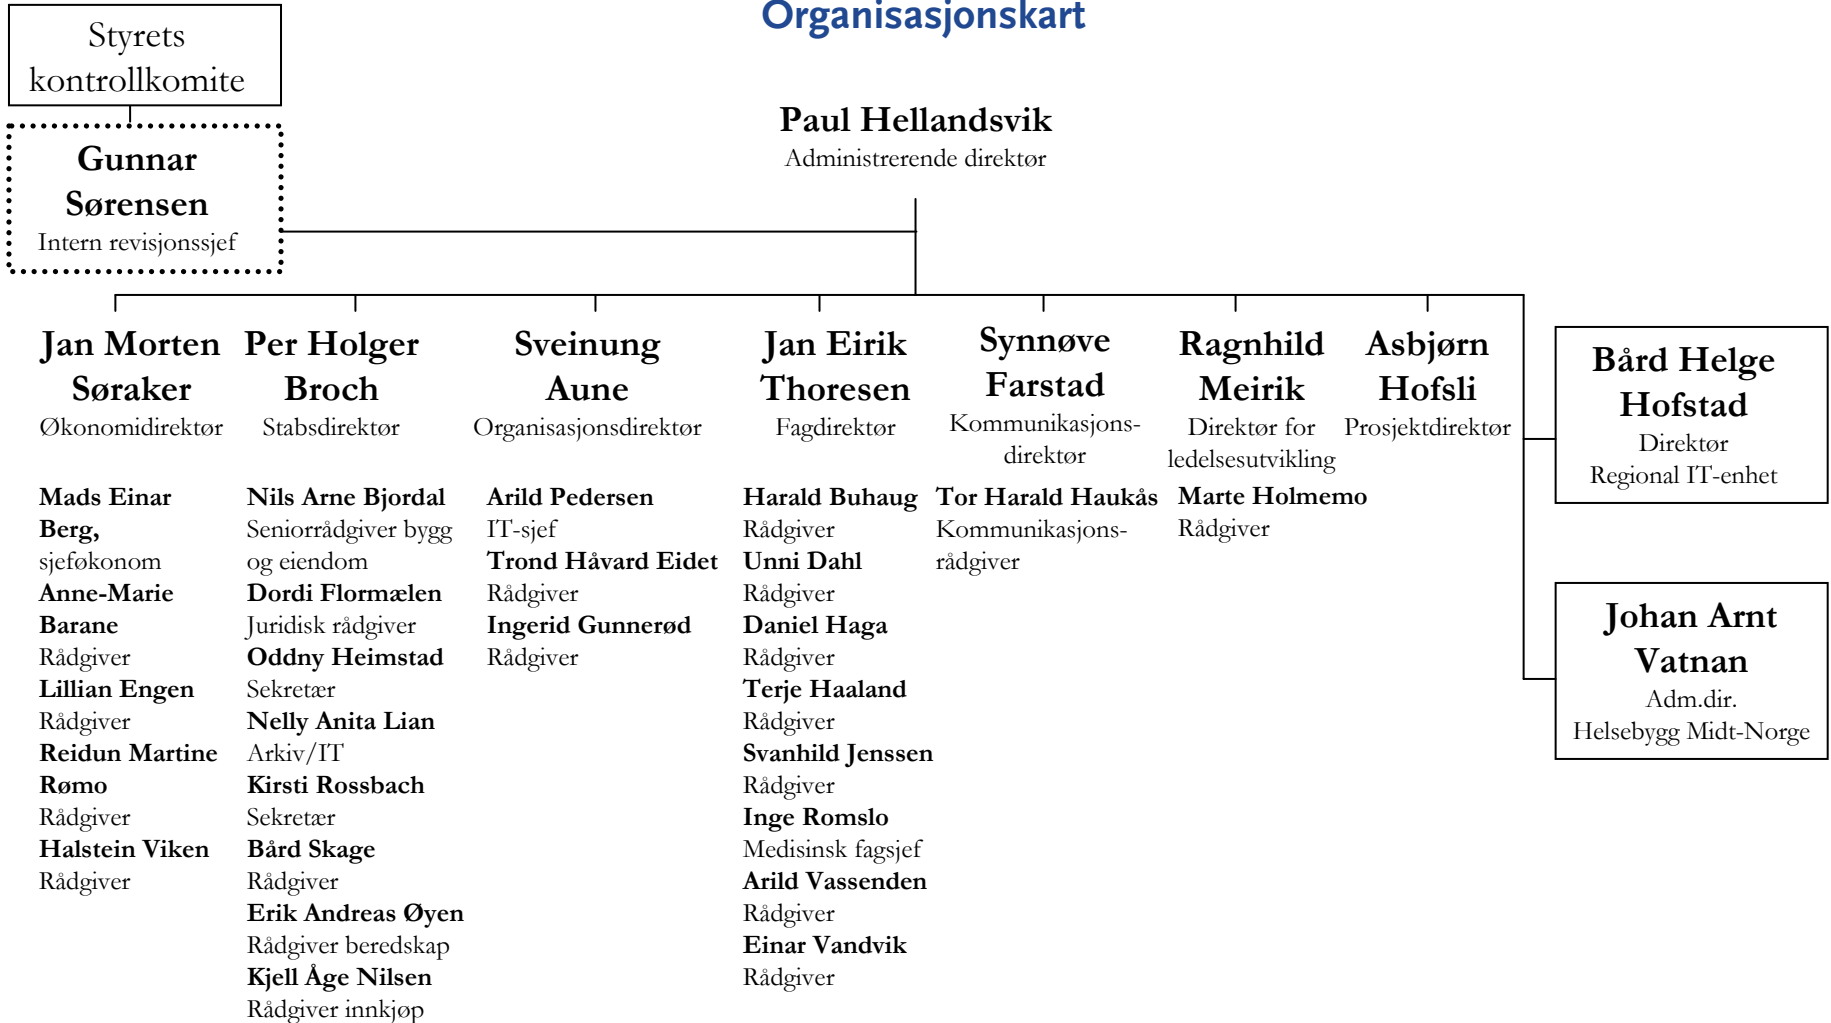 Organisasjonskart
Styrets
kontrollkomite
Gunnar
Sørensen
Intern revisjonssjef
Paul Hellandsvik
Administrerende direktør
Jan Morten
Søraker
Økonomidirektør
Mads Einar
Berg,
sjeføkonom
Anne-Marie
Barane
Rådgiver
Lillian Engen
Rådgiver
Reidun Martine
Rømo
Rådgiver
Halstein Viken
Rådgiver
Per Holger
Broch
Stabsdirektør
Nils Arne Bjordal
Seniorrådgiver bygg
og eiendom
Dordi Flormælen
Juridisk rådgiver
Oddny Heimstad
Sekretær
Nelly Anita Lian
Arkiv/IT
Kirsti Rossbach
Sekretær
Bård Skage
Rådgiver
Erik Andreas Øyen
Rådgiver beredskap
Kjell Åge Nilsen
Rådgiver innkjøp
Sveinung
Aune
Organisasjonsdirektør
Arild Pedersen
IT-sjef
Trond Håvard Eidet
Rådgiver
Ingerid Gunnerød
Rådgiver
Jan Eirik
Thoresen
Fagdirektør
Harald Buhaug
Rådgiver
Unni Dahl
Rådgiver
Daniel Haga
Rådgiver
Terje Haaland
Rådgiver
Svanhild Jenssen
Rådgiver
Inge Romslo
Medisinsk fagsjef
Arild Vassenden
Rådgiver
Einar Vandvik
Rådgiver
Synnøve
Farstad
Kommunikasjons-
direktør
Tor Harald Haukås
Kommunikasjons-
rådgiver
Ragnhild
Meirik
Direktør for
ledelsesutvikling
Marte Holmemo
Rådgiver
Asbjørn
Hofsli
Prosjektdirektør
Bård Helge
Hofstad
Direktør
Regional IT-enhet
Johan Arnt
Vatnan
Adm.dir.
Helsebygg Midt-Norge